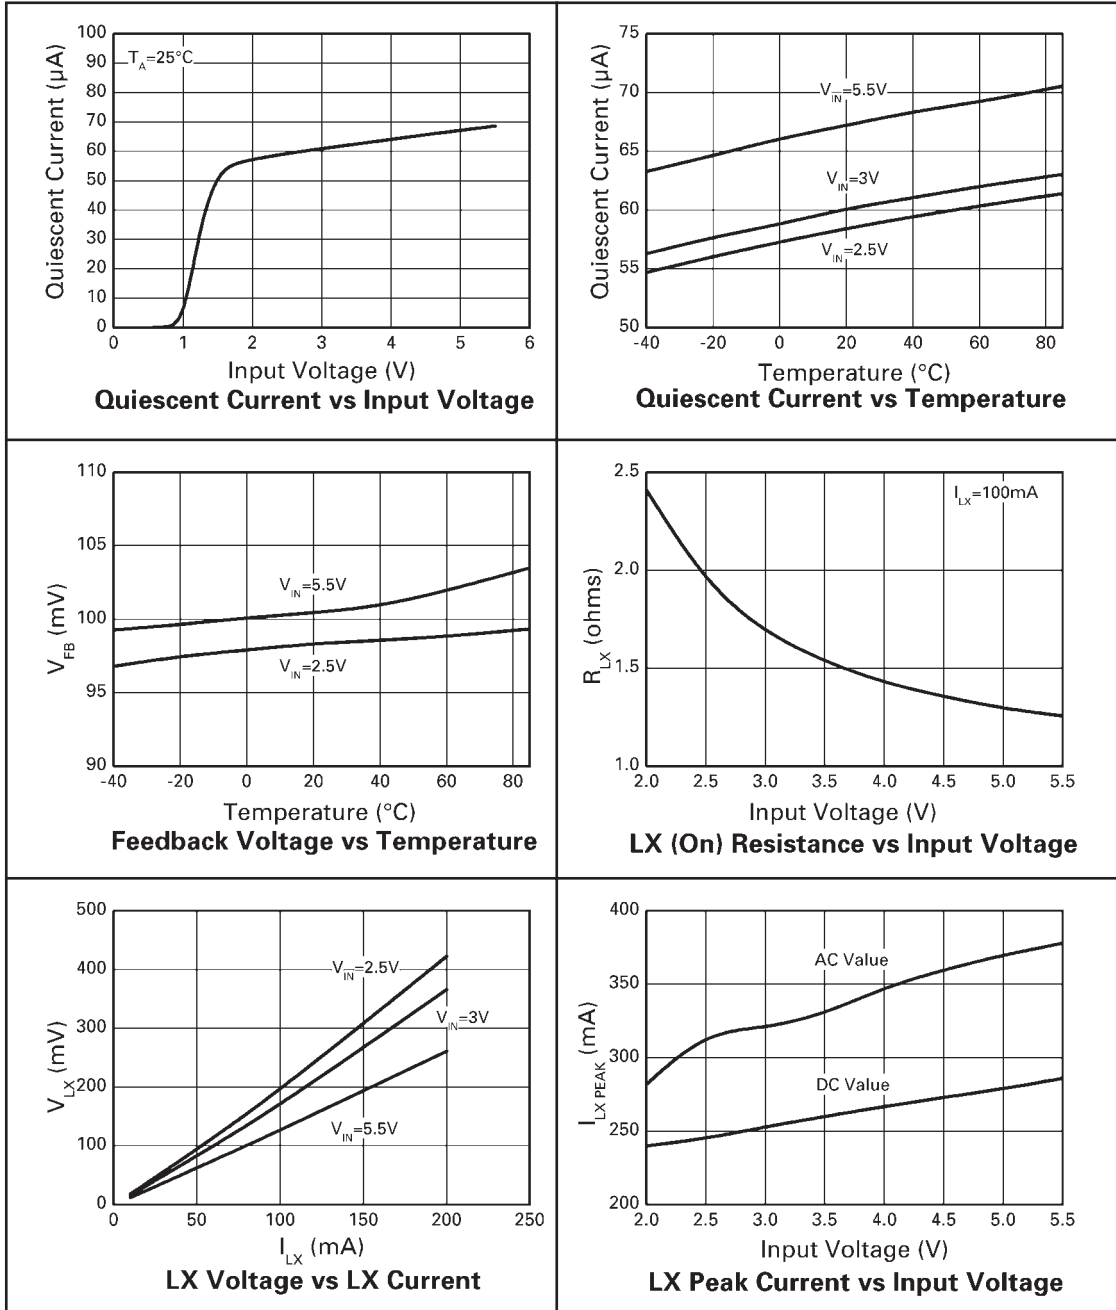 Quiescent Current (µA)
100
90
80
70
60
50
40
30
20
10
0
T_A=25°C
0 1 2 3 4 5 6
Input Voltage (V)
Quiescent Current vs Input Voltage
Quiescent Current (µA)
75
70
65
60
55
50
V_IN=5.5V
V_IN=3V
V_IN=2.5V
-40 -20 0 20 40 60 80
Temperature (°C)
Quiescent Current vs Temperature
V_FB (mV)
110
105
100
95
90
V_IN=5.5V
V_IN=2.5V
-40 -20 0 20 40 60 80
Temperature (°C)
Feedback Voltage vs Temperature
R_LX (ohms)
2.5
2.0
1.5
1.0
I_LX=100mA
2.0 2.5 3.0 3.5 4.0 4.5 5.0 5.5
Input Voltage (V)
LX (On) Resistance vs Input Voltage
V_LX (mV)
500
400
300
200
100
0
V_IN=2.5V
V_IN=3V
V_IN=5.5V
0 50 100 150 200 250
I_LX (mA)
LX Voltage vs LX Current
I_LX PEAK (mA)
400
350
300
250
200
AC Value
DC Value
2.0 2.5 3.0 3.5 4.0 4.5 5.0 5.5
Input Voltage (V)
LX Peak Current vs Input Voltage